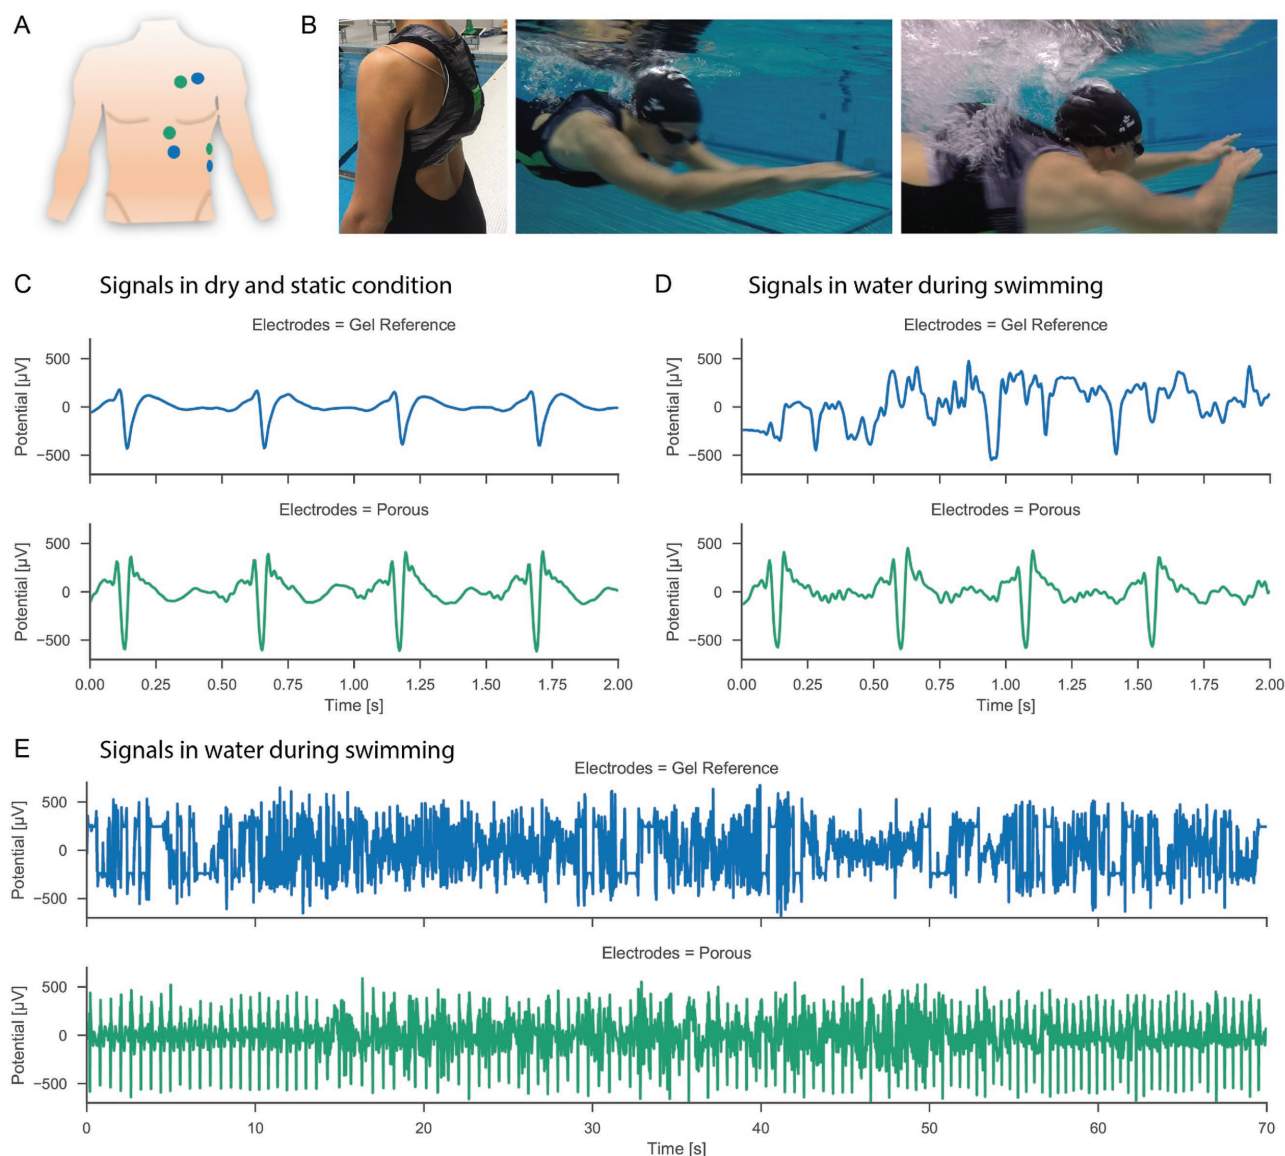 A
B
C Signals in dry and static condition
D Signals in water during swimming
Electrodes = Gel Reference
500
0
−500
Potential [µV]
Electrodes = Porous
500
0
−500
Potential [µV]
0.00 0.25 0.50 0.75 1.00 1.25 1.50 1.75 2.00
Time [s]
Electrodes = Gel Reference
500
0
−500
Potential [µV]
Electrodes = Porous
500
0
−500
Potential [µV]
0.00 0.25 0.50 0.75 1.00 1.25 1.50 1.75 2.00
Time [s]
E Signals in water during swimming
Electrodes = Gel Reference
500
0
−500
Potential [µV]
Electrodes = Porous
500
0
−500
Potential [µV]
0 10 20 30 40 50 60 70
Time [s]